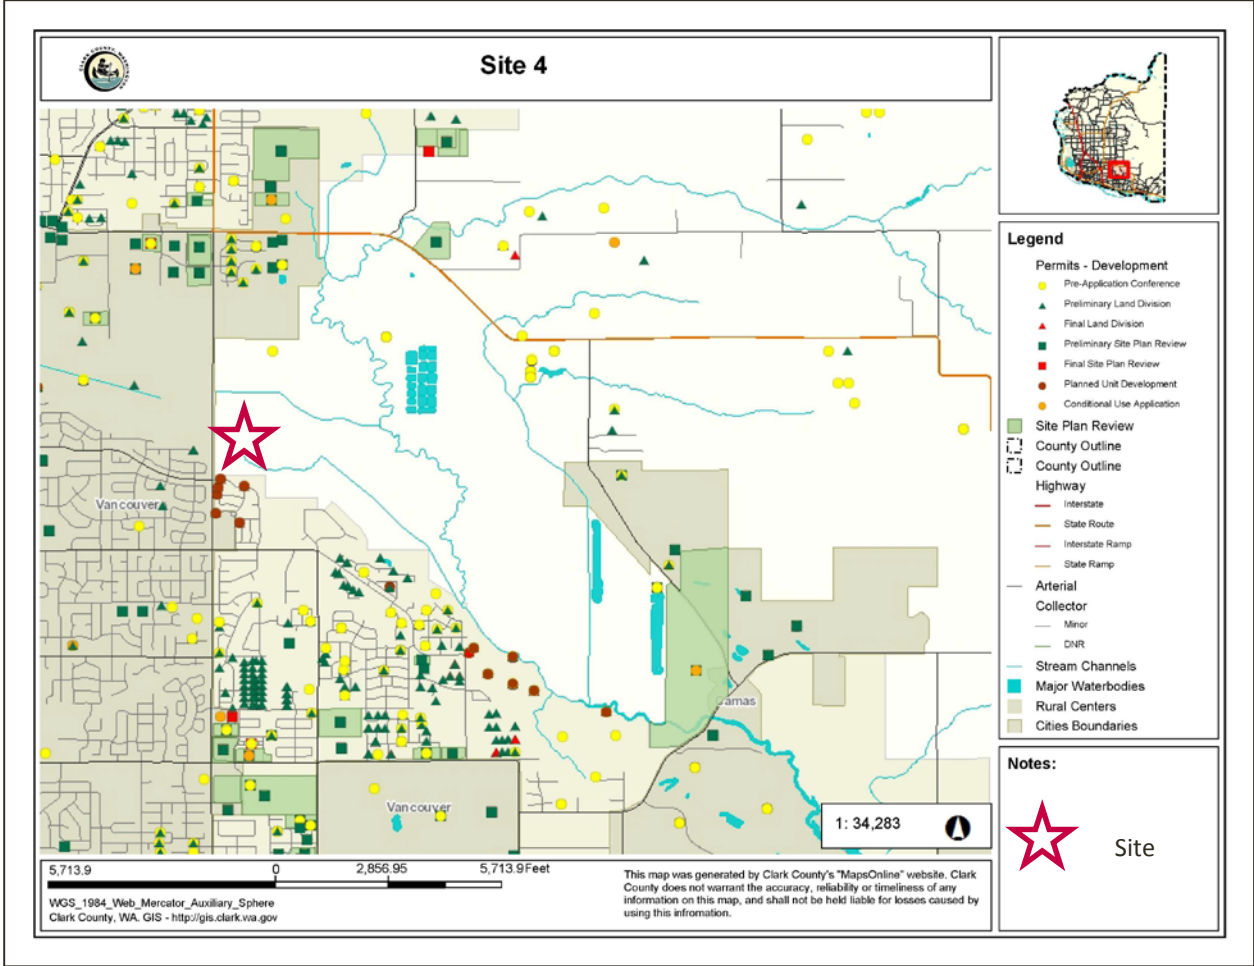 CLARK COUNTY, WASHINGTON
Site 4
Vancouver
Camas
Vancouver
1: 34,283
Legend
Permits - Development
Pre-Application Conference
Preliminary Land Division
Final Land Division
Preliminary Site Plan Review
Final Site Plan Review
Planned Unit Development
Conditional Use Application
Site Plan Review
County Outline
County Outline
Highway
Interstate
State Route
Interstate Ramp
State Ramp
Arterial
Collector
Minor
DNR
Stream Channels
Major Waterbodies
Rural Centers
Cities Boundaries
Notes:
Site
5,713.9 0 2,856.95 5,713.9 Feet
WGS_1984_Web_Mercator_Auxiliary_Sphere
Clark County, WA. GIS - http://gis.clark.wa.gov
This map was generated by Clark County's "MapsOnline" website. Clark
County does not warrant the accuracy, reliability or timeliness of any
information on this map, and shall not be held liable for losses caused by
using this infromation.